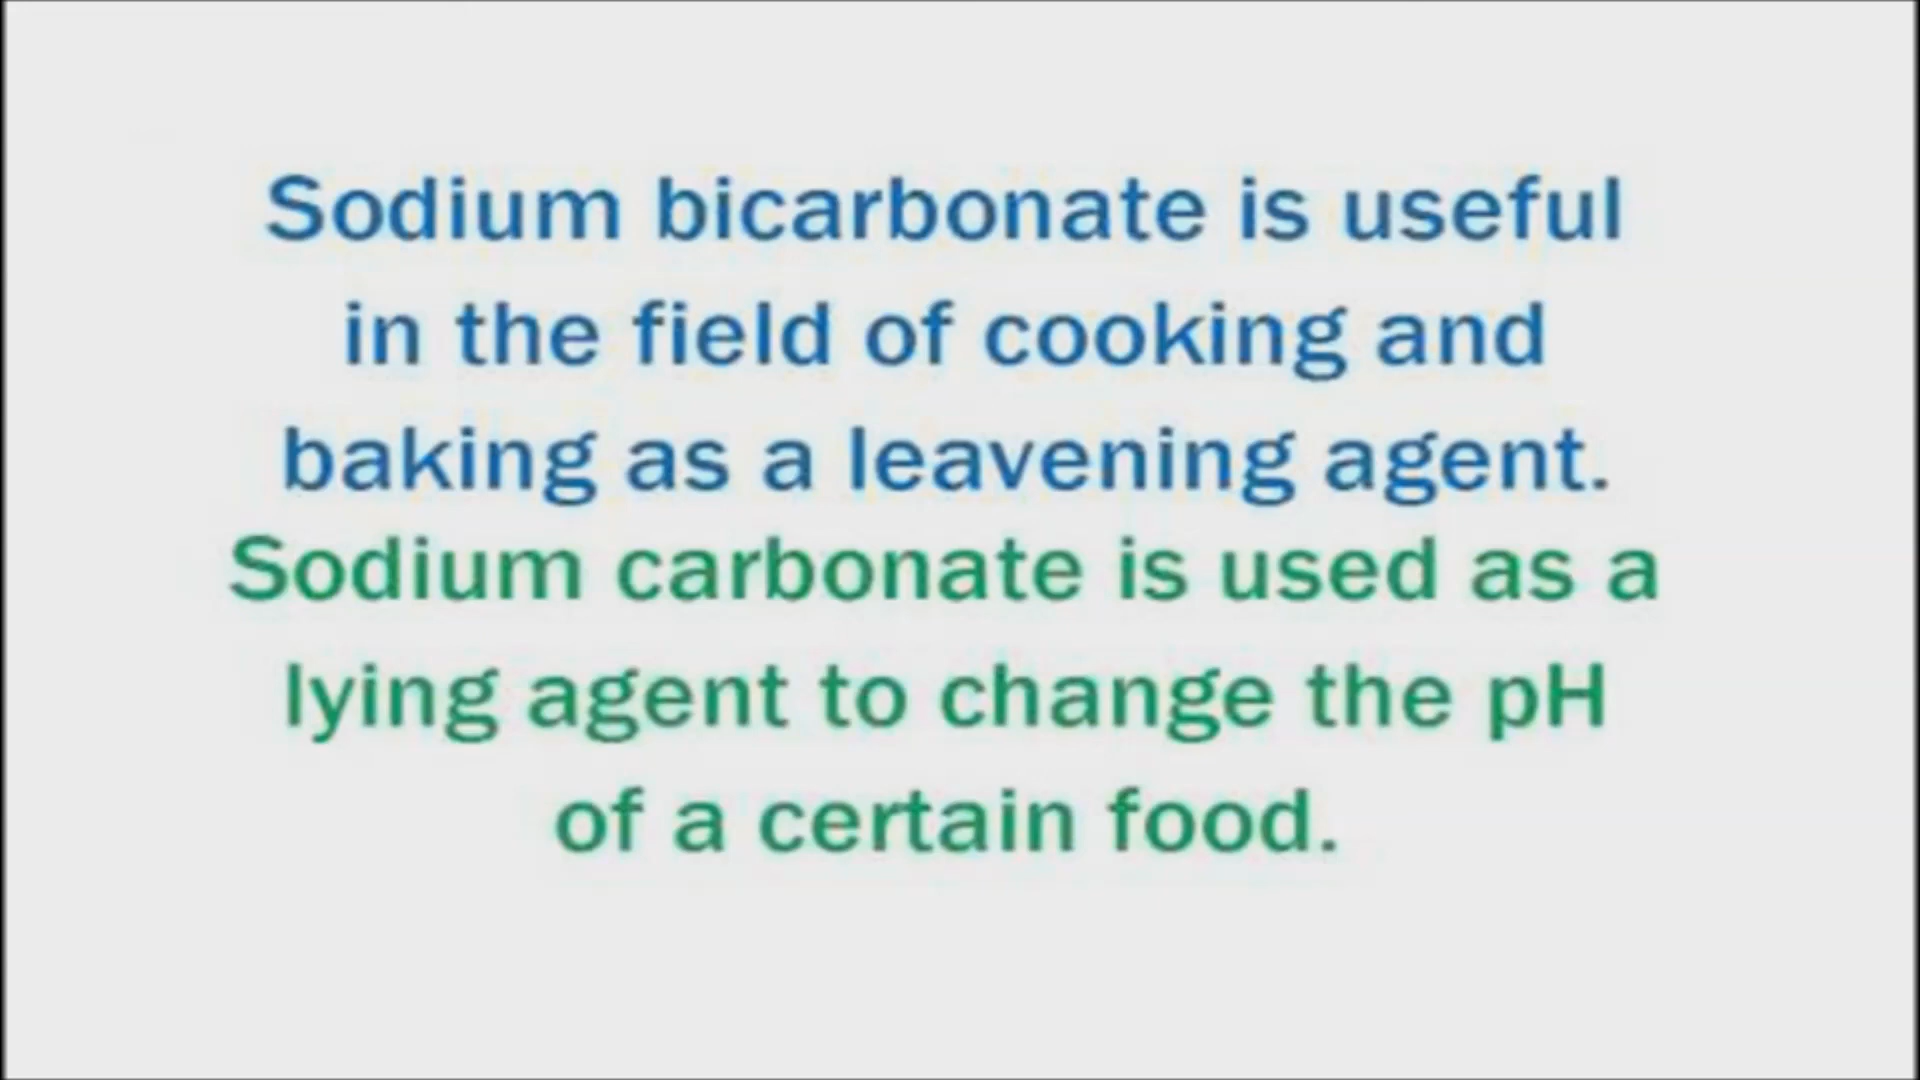 Sodium bicarbonate is useful
in the field of cooking and
baking as a leavening agent.
Sodium carbonate is used as a
lying agent to change the pH
of a certain food.